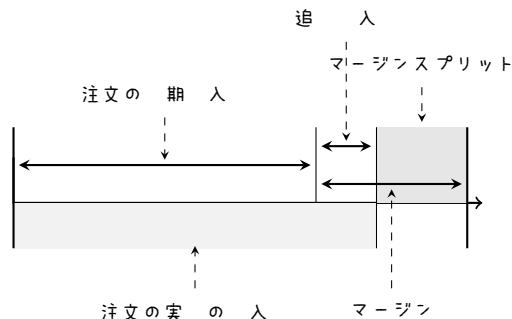 追 入
マージンスプリット
注文の 期 入
注文の実 の 入
マージン